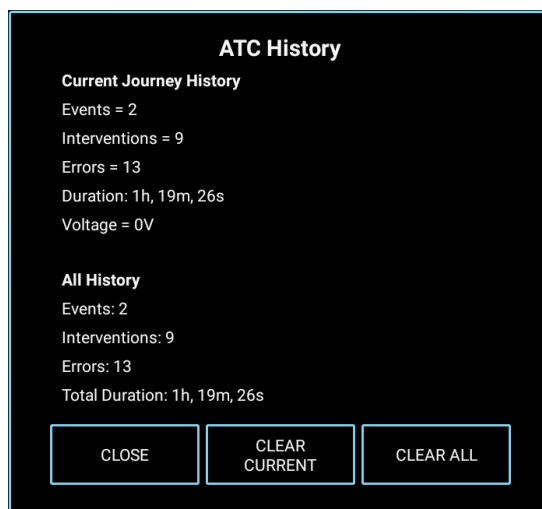 ATC History
Current Journey History
Events = 2
Interventions = 9
Errors = 13
Duration: 1h, 19m, 26s
Voltage = 0V
All History
Events: 2
Interventions: 9
Errors: 13
Total Duration: 1h, 19m, 26s
CLOSE
CLEAR
CURRENT
CLEAR ALL